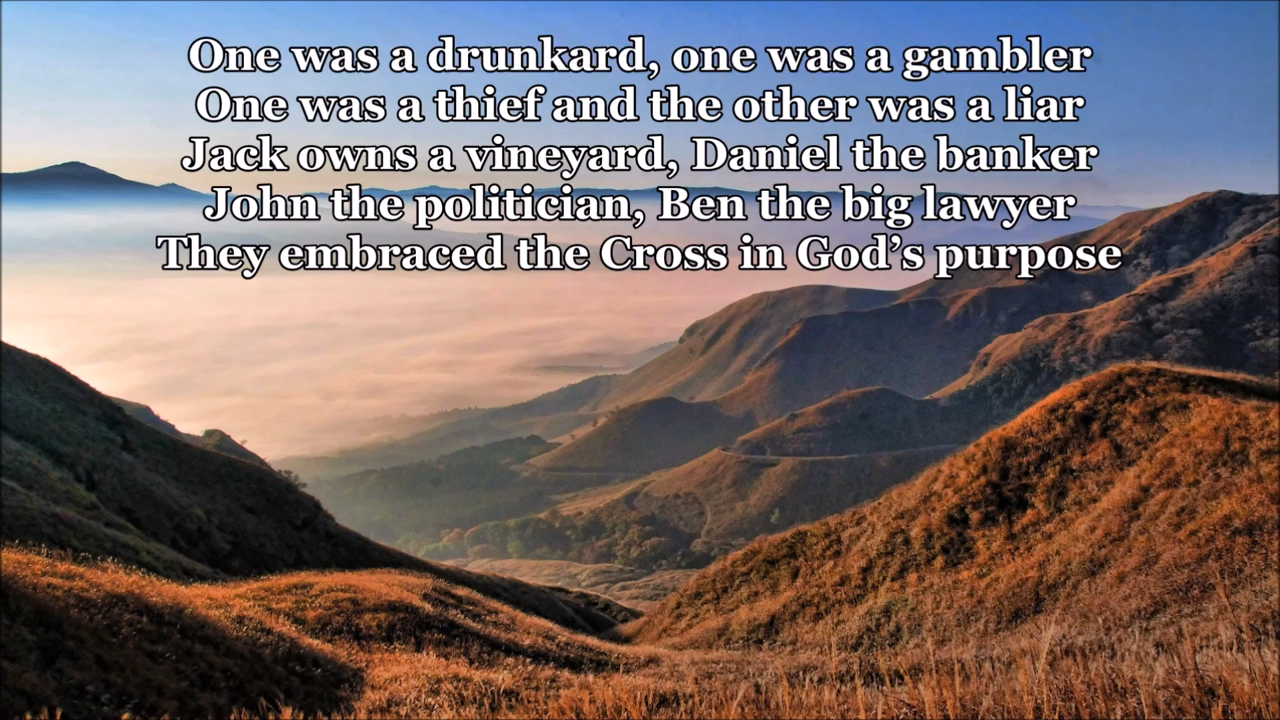 One was a drunkard, one was a gambler
One was a thief and the other was a liar
Jack owns a vineyard, Daniel the banker
John the politician, Ben the big lawyer
They embraced the Cross in God’s purpose